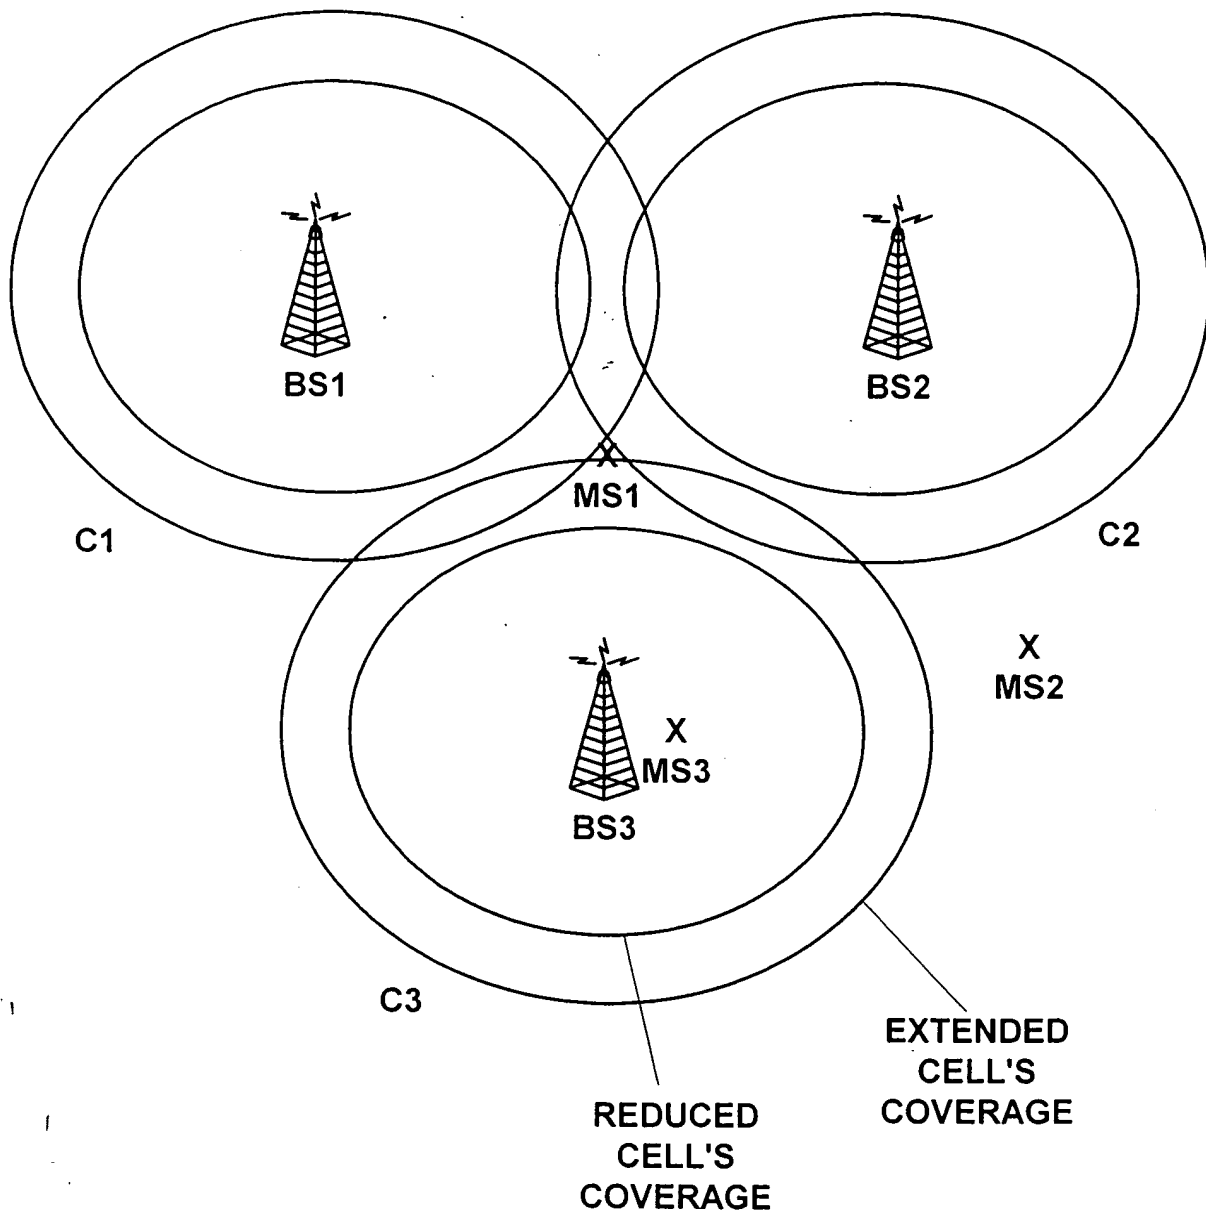 BS1
BS2
X
MS1
C1
C2
X
MS2
X
MS3
BS3
C3
EXTENDED
CELL'S
COVERAGE
REDUCED
CELL'S
COVERAGE